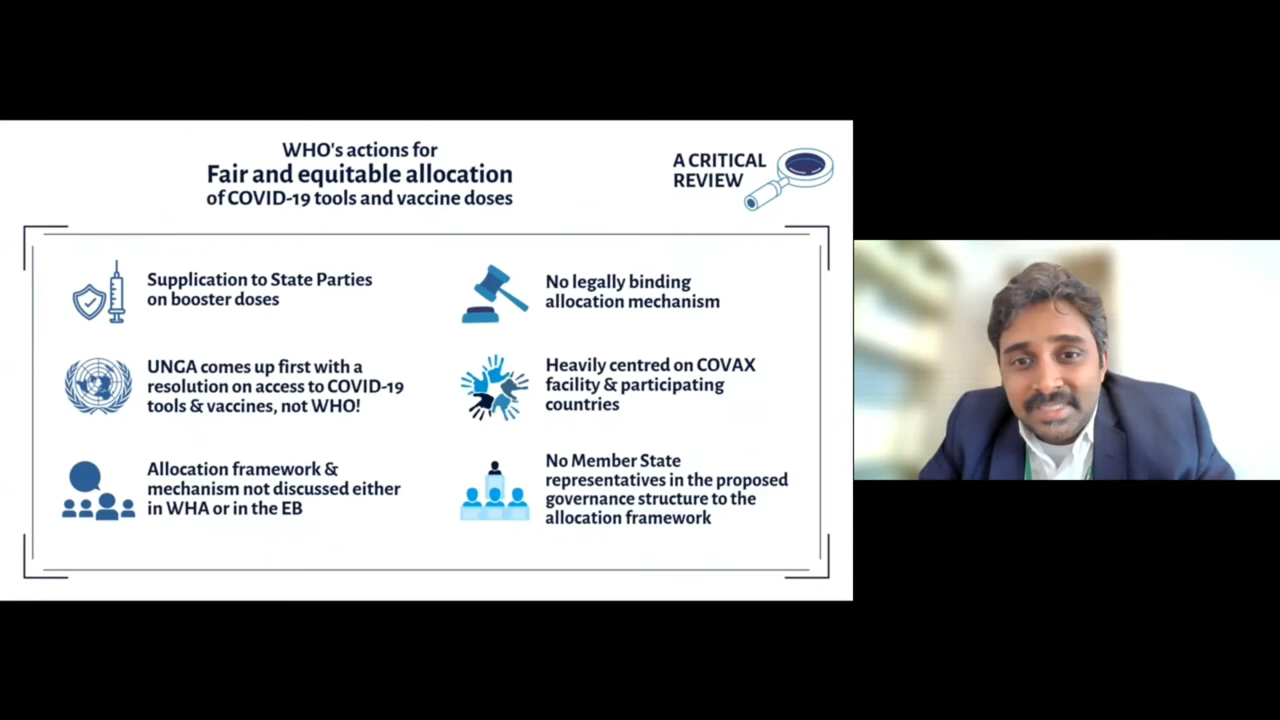 WHO's actions for
Fair and equitable allocation
of COVID-19 tools and vaccine doses
A CRITICAL
REVIEW
Supplication to State Parties
on booster doses
UNGA comes up first with a
resolution on access to COVID-19
tools & vaccines, not WHO!
Allocation framework &
mechanism not discussed either
in WHA or in the EB
No legally binding
allocation mechanism
Heavily centred on COVAX
facility & participating
countries
No Member State
representatives in the proposed
governance structure to the
allocation framework